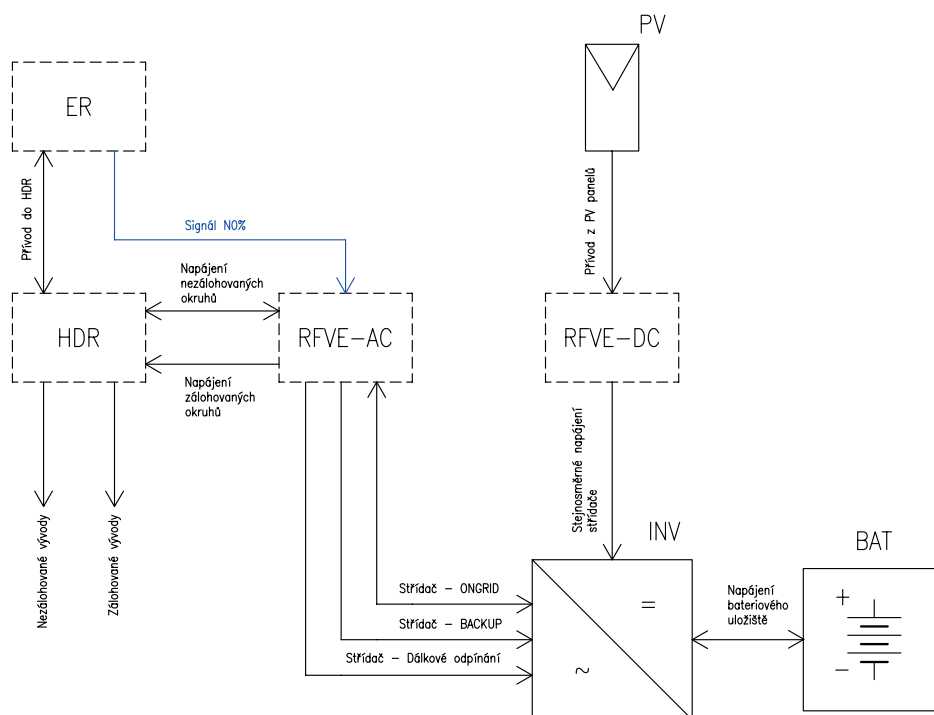 PV
ER
Přívod do HDR
Signál N0%
Přívod z PV panelů
Napájení
nezálohovaných
okruhů
HDR
RFVE-AC
RFVE-DC
Napájení
zálohovaných
okruhů
Nezálohované vývody
Zálohované vývody
Stejnosměrné napájení
střídače
INV
BAT
Střídač - ONGRID
Střídač - BACKUP
Střídač - Dálkové odpínání
=
~
Napájení
bateriového
uložiště
+
-